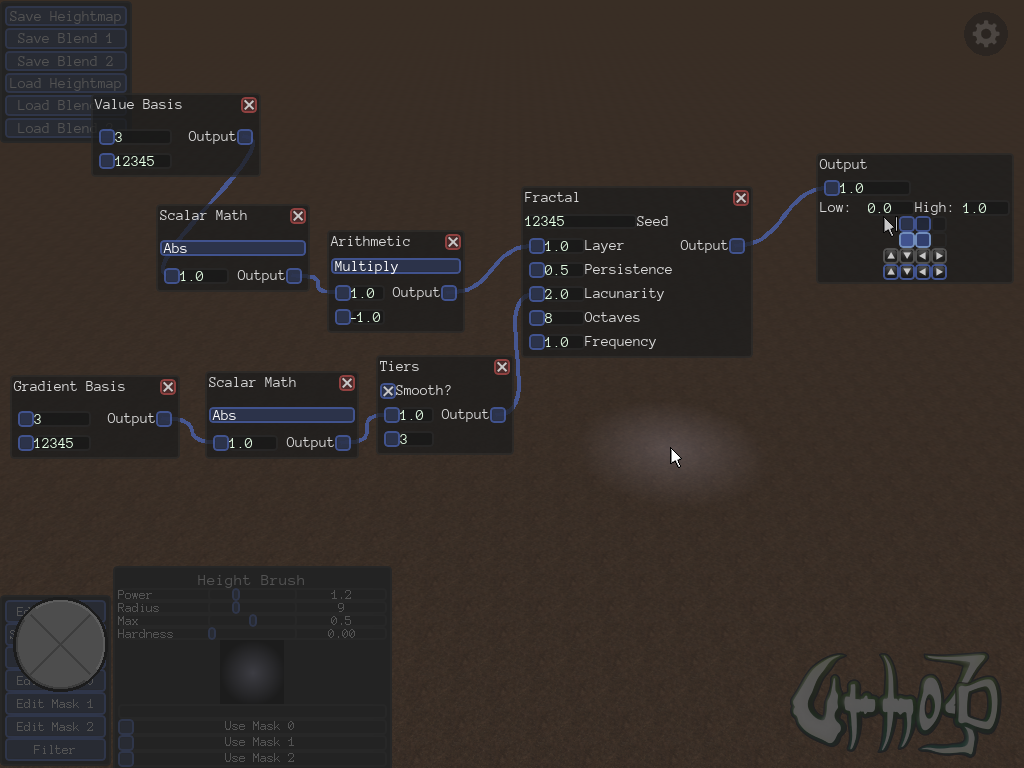 Save Heightmap
Save Blend 1
Save Blend 2
Load Heightmap
Load Blend
Load Blend
Value Basis
3
Output
12345
Scalar Math
Abs
1.0 Output
Arithmetic
Multiply
1.0 Output
-1.0
Fractal
12345 Seed
1.0 Layer Output
0.5 Persistence
2.0 Lacunarity
8 Octaves
1.0 Frequency
Output
1.0
Low: 0.0 High: 1.0
Gradient Basis
3 Output
12345
Scalar Math
Abs
1.0 Output
Tiers
Smooth?
1.0 Output
3
Height Brush
Power 1.2
Radius 9
Max 0.5
Hardness 0.00
Use Mask 0
Use Mask 1
Use Mask 2
Edit Mask 1
Edit Mask 2
Filter
Urho3D